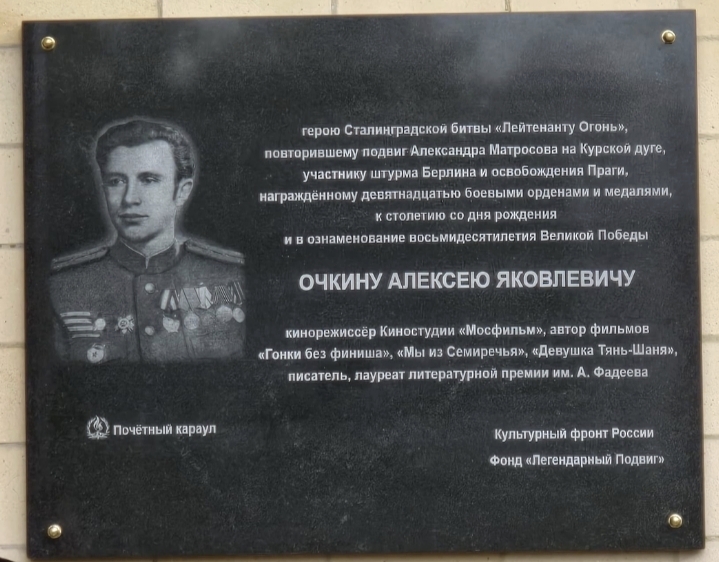 герою Сталинградской битвы «Лейтенанту Огонь»,
повторившему подвиг Александра Матросова на Курской дуге,
участнику штурма Берлина и освобождения Праги,
награждённому девятнадцатью боевыми орденами и медалями,
к столетию со дня рождения
и в ознаменование восьмидесятилетия Великой Победы
ОЧКИНУ АЛЕКСЕЮ ЯКОВЛЕВИЧУ
кинорежиссёр Киностудии «Мосфильм», автор фильмов
«Гонки без финиша», «Мы из Семиречья», «Девушка Тянь-Шаня»,
писатель, лауреат литературной премии им. А. Фадеева
Почётный караул
Культурный фронт России
Фонд «Легендарный Подвиг»